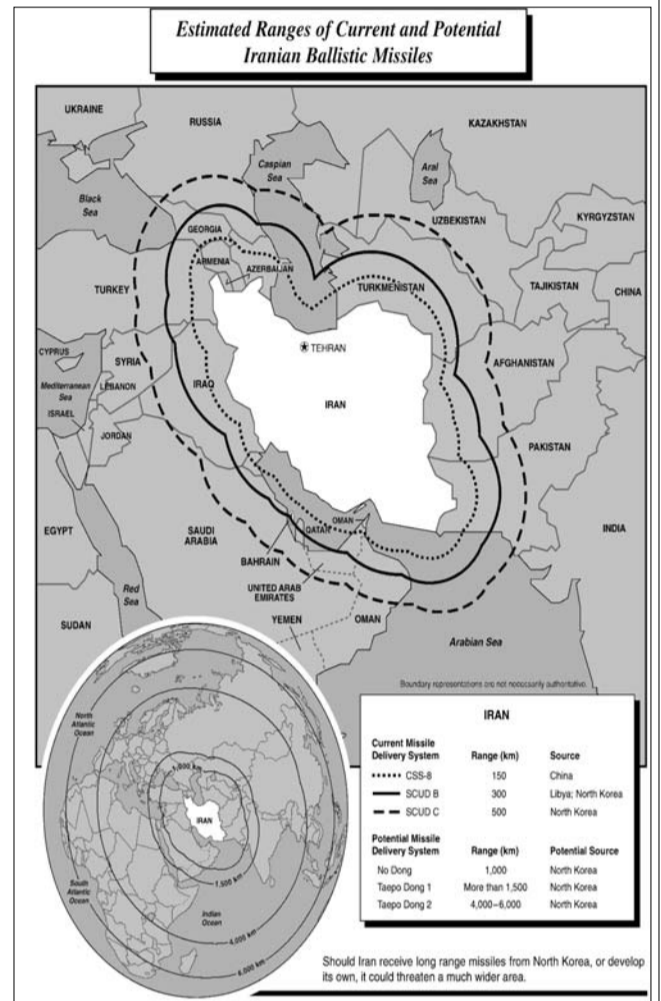 Estimated Ranges of Current and Potential
Iranian Ballistic Missiles
UKRAINE
RUSSIA
KAZAKHSTAN
Caspian
Sea
Aral
Sea
Black
Sea
UZBEKISTAN
KYRGYZSTAN
GEORGIA
ARMENIA
AZERBAIJAN
TURKEY
TURKMENISTAN
TAJIKISTAN
CHINA
TEHRAN
CYPRUS
SYRIA
AFGHANISTAN
Mediterranean
Sea
LEBANON
IRAQ
IRAN
ISRAEL
JORDAN
PAKISTAN
EGYPT
SAUDI
ARABIA
OMAN
QATAR
INDIA
BAHRAIN
UNITED ARAB
EMIRATES
Red
Sea
SUDAN
YEMEN
OMAN
Arabian Sea
Boundary representations are not necessarily authoritative.
North
Atlantic
Ocean
1,000 km
IRAN
1,500 km
South
Atlantic
Ocean
Indian
Ocean
4,000 km
6,000 km
IRAN
Current Missile
Delivery System Range (km) Source
CSS-8 150 China
SCUD B 300 Libya; North Korea
SCUD C 500 North Korea
Potential Missile
Delivery System Range (km) Potential Source
No Dong 1,000 North Korea
Taepo Dong 1 More than 1,500 North Korea
Taepo Dong 2 4,000–6,000 North Korea
Should Iran receive long range missiles from North Korea, or develop
its own, it could threaten a much wider area.